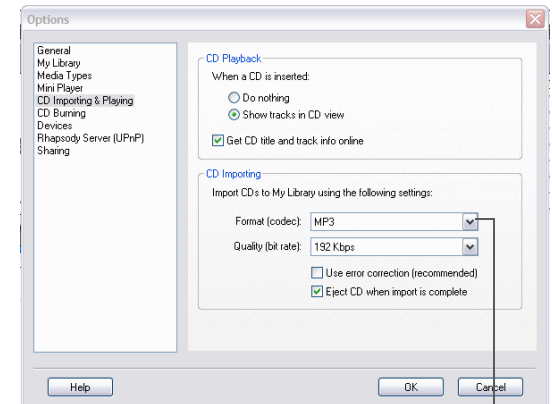 Options
General
My Library
Media Types
Mini Player
CD Importing & Playing
CD Burning
Devices
Rhapsody Server (UPnP)
Sharing
CD Playback
When a CD is inserted:
Do nothing
Show tracks in CD view
Get CD title and track info online
CD Importing
Import CDs to My Library using the following settings:
Format (codec): MP3
Quality (bit rate): 192 Kbps
Use error correction (recommended)
Eject CD when import is complete
Help OK Cancel